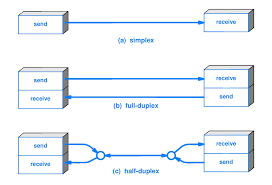 send receive
(a) simplex
send receive
receive send
(b) full-duplex
send receive
receive send
(c) half-duplex